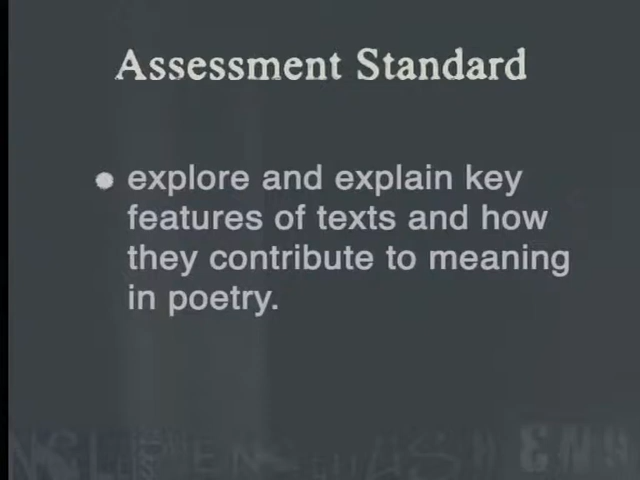 Assessment Standard
explore and explain key
features of texts and how
they contribute to meaning
in poetry.